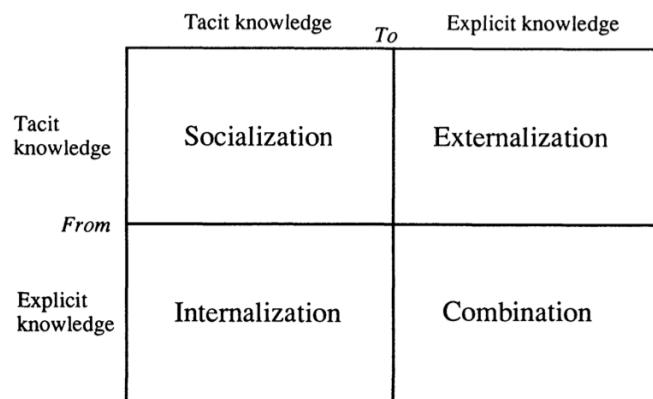 Tacit knowledge
To
Explicit knowledge
Tacit
knowledge
Socialization
Externalization
From
Explicit
knowledge
Internalization
Combination